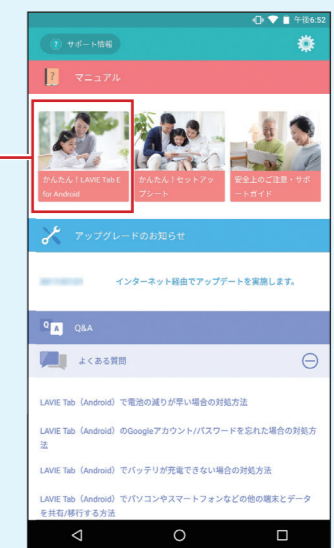 午後6:52
? サポート情報
? マニュアル
かんたん！LAVIE Tab E
for Android
かんたん！セットアッ
プシート
安全上のご注意・サポ
ートガイド
アップグレードのお知らせ
インターネット経由でアップデートを実施します。
Q A Q&A
よくある質問
LAVIE Tab（Android）で電池の減りが早い場合の対処方法
LAVIE Tab（Android）のGoogleアカウント/パスワードを忘れた場合の対処方
法
LAVIE Tab（Android）でバッテリが充電できない場合の対処方法
LAVIE Tab（Android）でパソコンやスマートフォンなどの他の端末とデータ
を共有/移行する方法